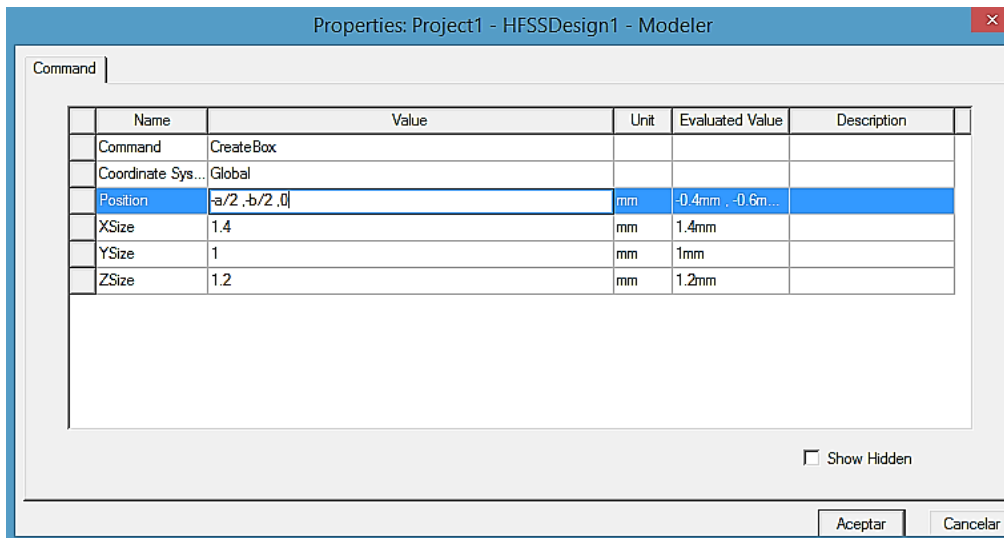 Properties: Project1 - HFSSDesign1 - Modeler
Command
Name Value Unit Evaluated Value Description
Command CreateBox
Coordinate Sys... Global
Position -a/2 ,-b/2 ,0 mm -0.4mm , -0.6m...
XSize 1.4 mm 1.4mm
YSize 1 mm 1mm
ZSize 1.2 mm 1.2mm
Show Hidden
Aceptar Cancelar